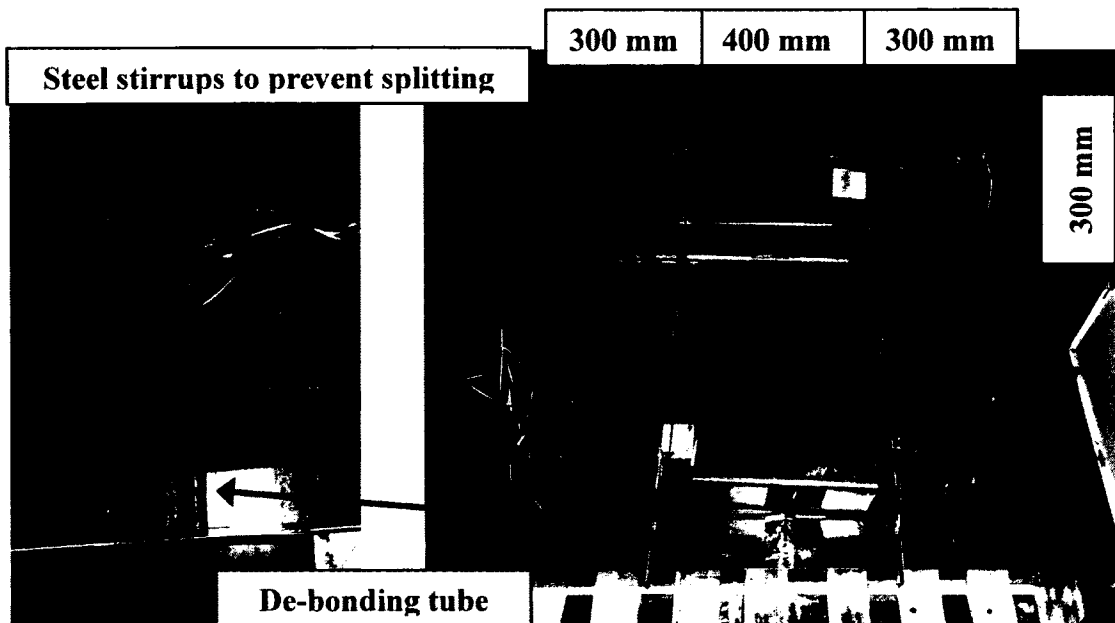 300 mm 400 mm 300 mm
Steel stirrups to prevent splitting
300 mm
De-bonding tube